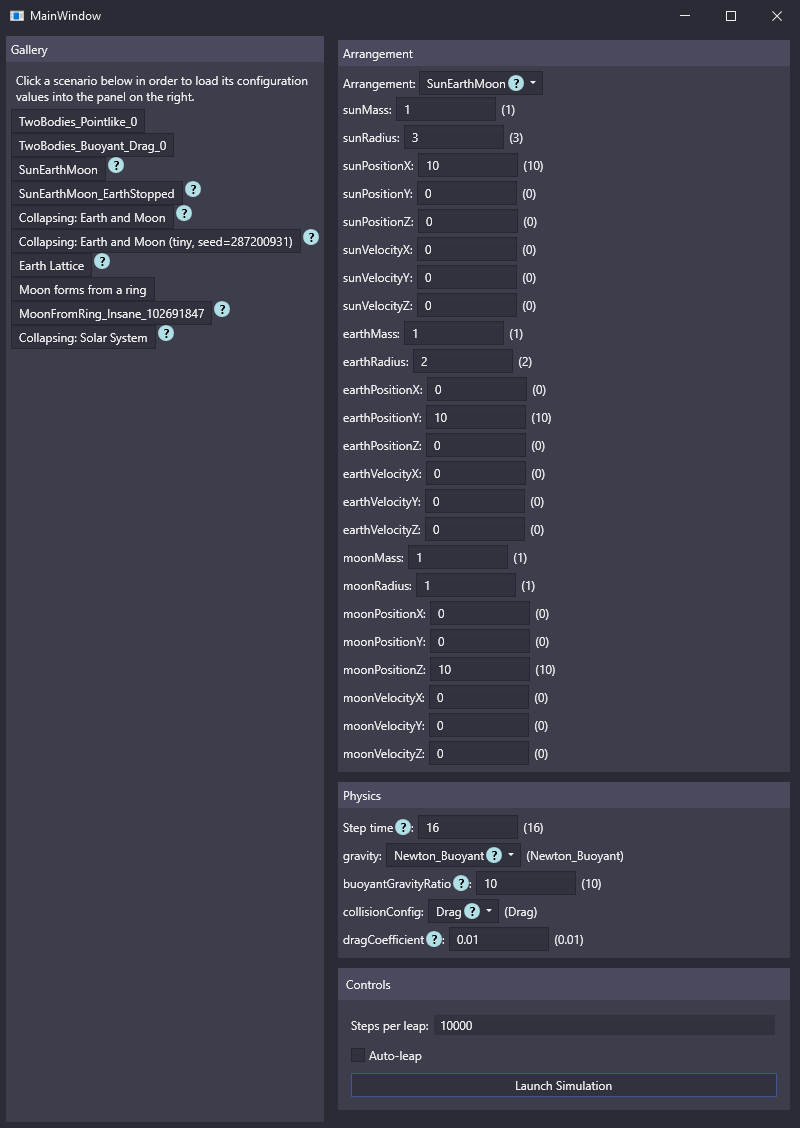 MainWindow
Gallery
Click a scenario below in order to load its configuration
values into the panel on the right.
TwoBodies_Pointlike_0
TwoBodies_Buoyant_Drag_0
SunEarthMoon ?
SunEarthMoon_EarthStopped ?
Collapsing: Earth and Moon ?
Collapsing: Earth and Moon (tiny, seed=287200931) ?
Earth Lattice ?
Moon forms from a ring
MoonFromRing_Insane_102691847 ?
Collapsing: Solar System ?
Arrangement
Arrangement: SunEarthMoon ?
sunMass: 1 (1)
sunRadius: 3 (3)
sunPositionX: 10 (10)
sunPositionY: 0 (0)
sunPositionZ: 0 (0)
sunVelocityX: 0 (0)
sunVelocityY: 0 (0)
sunVelocityZ: 0 (0)
earthMass: 1 (1)
earthRadius: 2 (2)
earthPositionX: 0 (0)
earthPositionY: 10 (10)
earthPositionZ: 0 (0)
earthVelocityX: 0 (0)
earthVelocityY: 0 (0)
earthVelocityZ: 0 (0)
moonMass: 1 (1)
moonRadius: 1 (1)
moonPositionX: 0 (0)
moonPositionY: 0 (0)
moonPositionZ: 10 (10)
moonVelocityX: 0 (0)
moonVelocityY: 0 (0)
moonVelocityZ: 0 (0)
Physics
Step time ?: 16 (16)
gravity: Newton_Buoyant ? (Newton_Buoyant)
buoyantGravityRatio ?: 10 (10)
collisionConfig: Drag ? (Drag)
dragCoefficient ?: 0.01 (0.01)
Controls
Steps per leap: 10000
Auto-leap
Launch Simulation